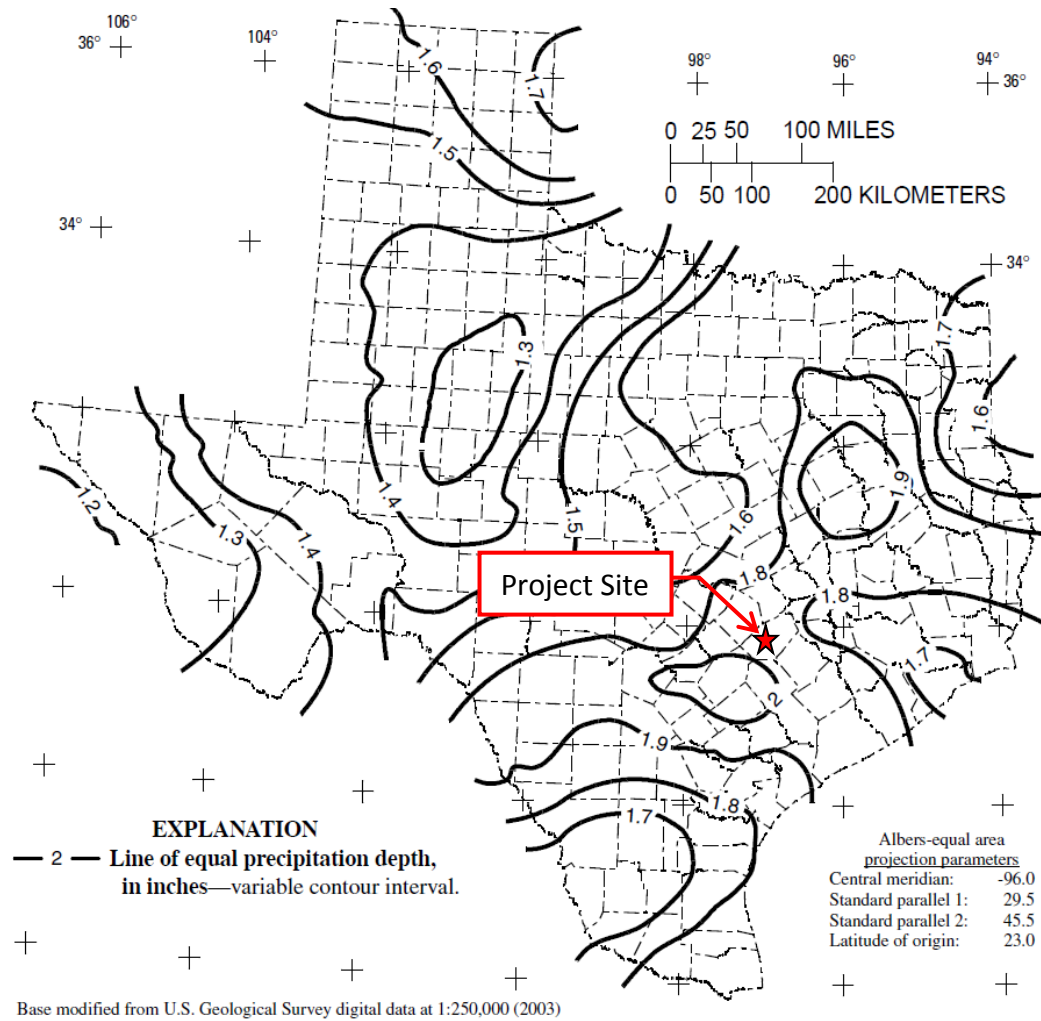 106°
36°
104°
98°
96°
94°
36°
0 25 50 100 MILES
0 50 100 200 KILOMETERS
34°
34°
1.6
1.7
1.5
1.3
1.7
1.6
1.9
1.4
1.2
1.3
1.4
1.5
1.6
1.8
1.8
Project Site
1.7
2
1.9
1.8
1.7
EXPLANATION
2 Line of equal precipitation depth,
in inches—variable contour interval.
Albers-equal area
projection parameters
Central meridian: -96.0
Standard parallel 1: 29.5
Standard parallel 2: 45.5
Latitude of origin: 23.0
Base modified from U.S. Geological Survey digital data at 1:250,000 (2003)